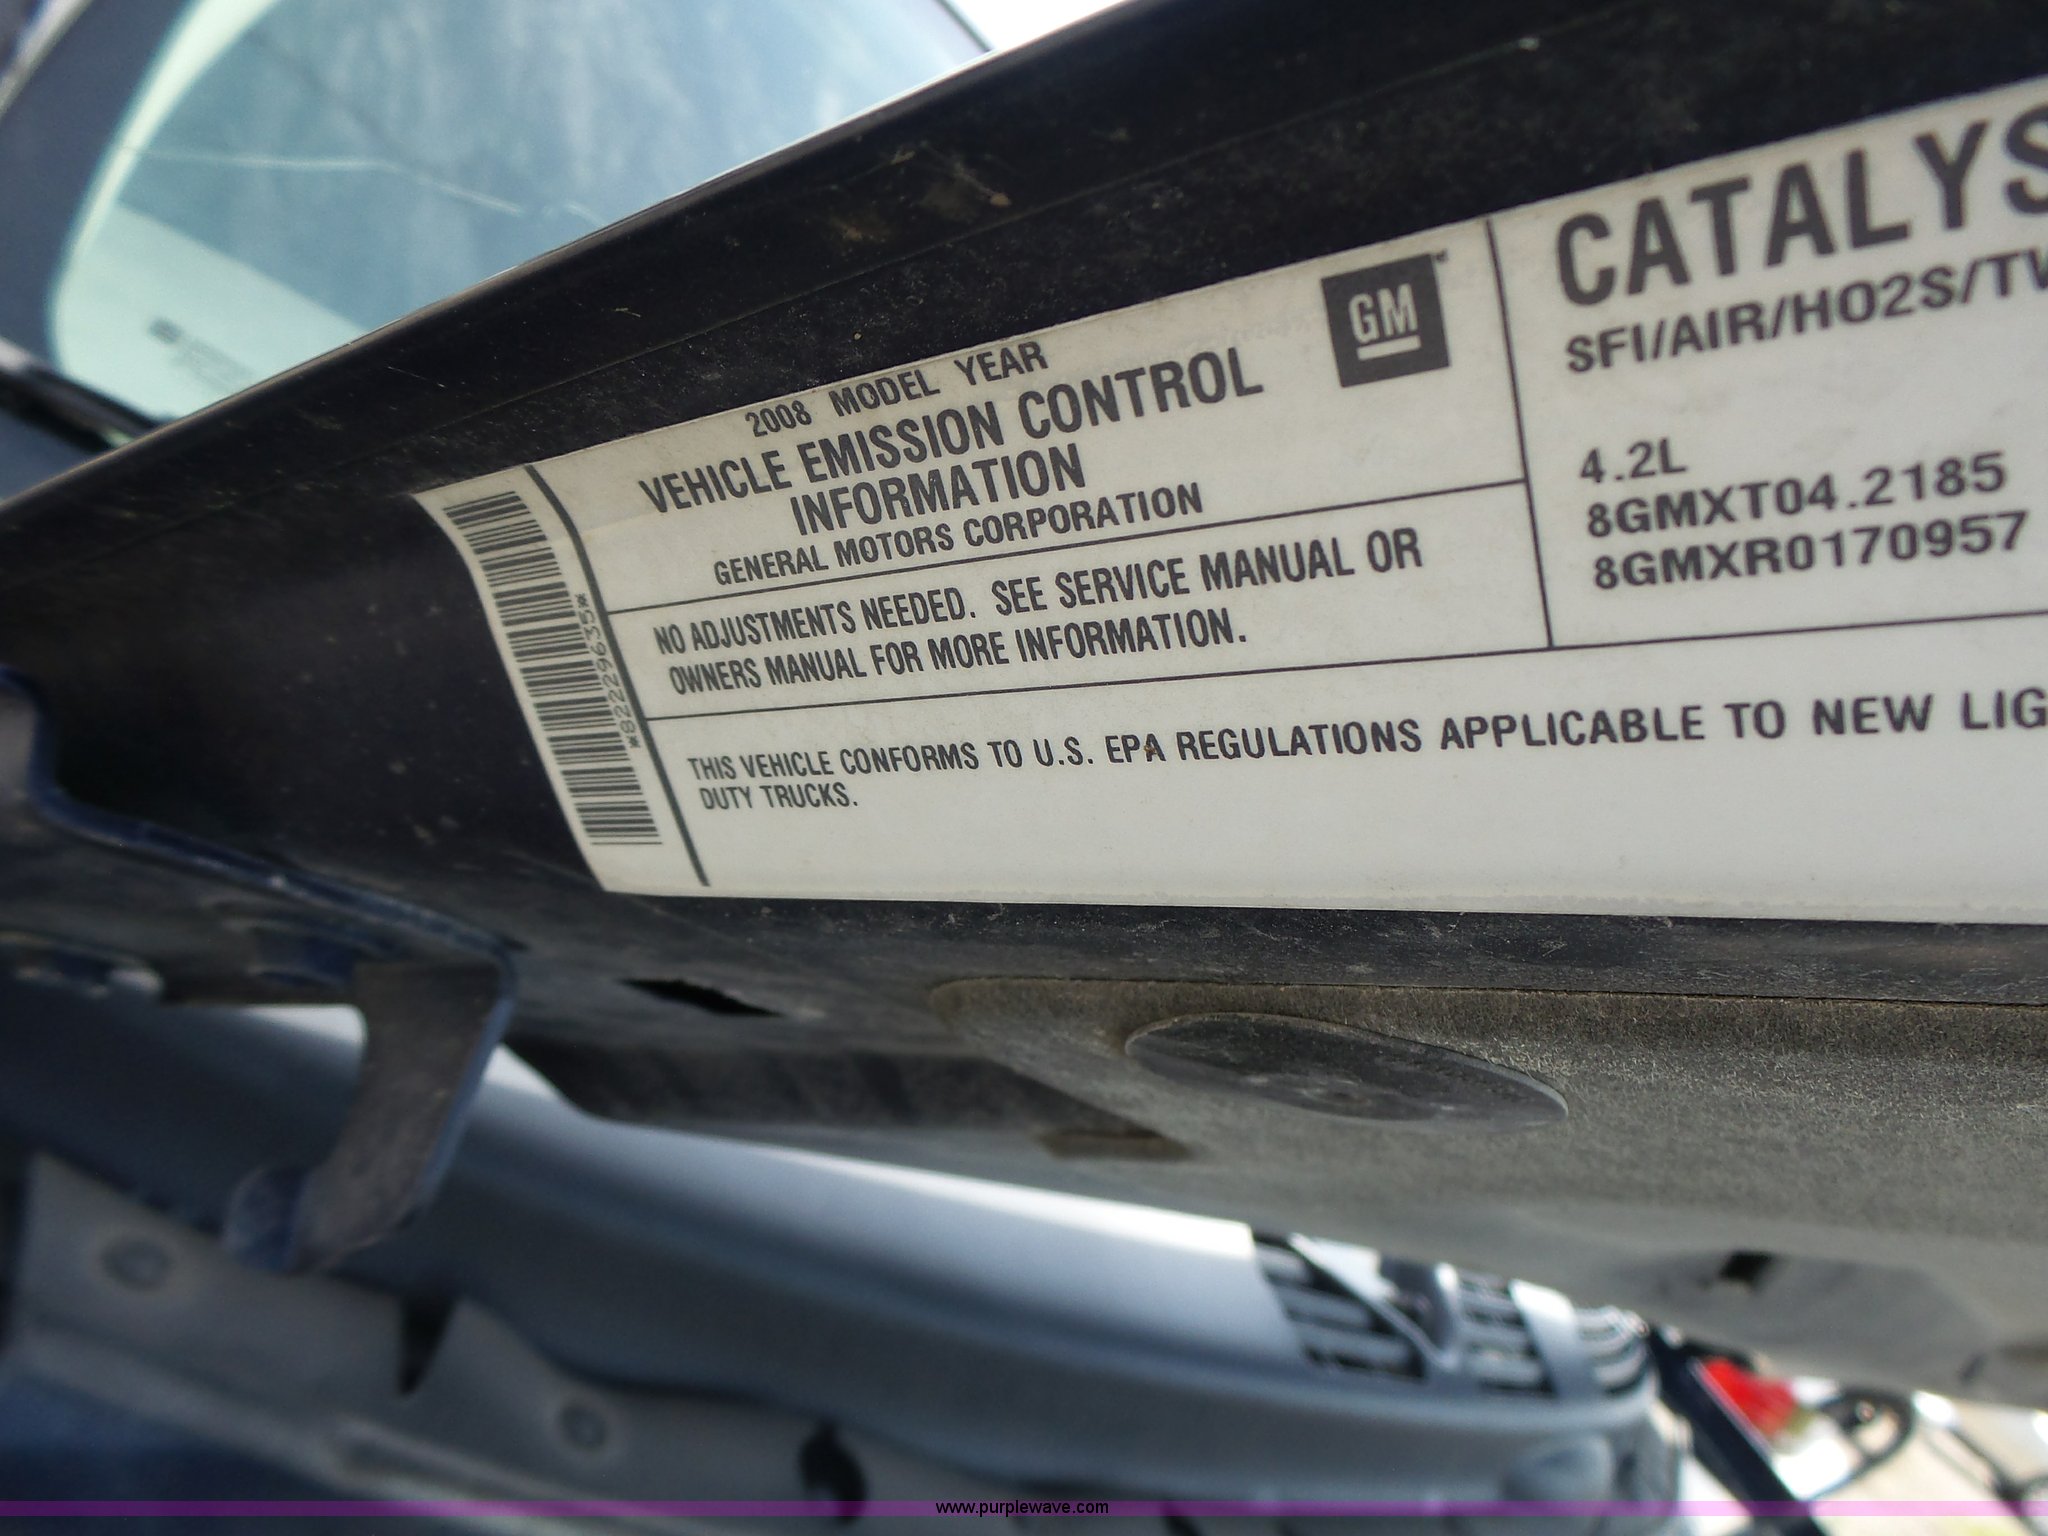 2008 MODEL YEAR
VEHICLE EMISSION CONTROL
INFORMATION
GENERAL MOTORS CORPORATION
GM
NO ADJUSTMENTS NEEDED. SEE SERVICE MANUAL OR
OWNERS MANUAL FOR MORE INFORMATION.
CATALYS
SFI/AIR/HO2S/TW
4.2L
8GMXT04.2185
8GMXR0170957
THIS VEHICLE CONFORMS TO U.S. EPA REGULATIONS APPLICABLE TO NEW LIG
DUTY TRUCKS.
*82229635*
www.purplewave.com